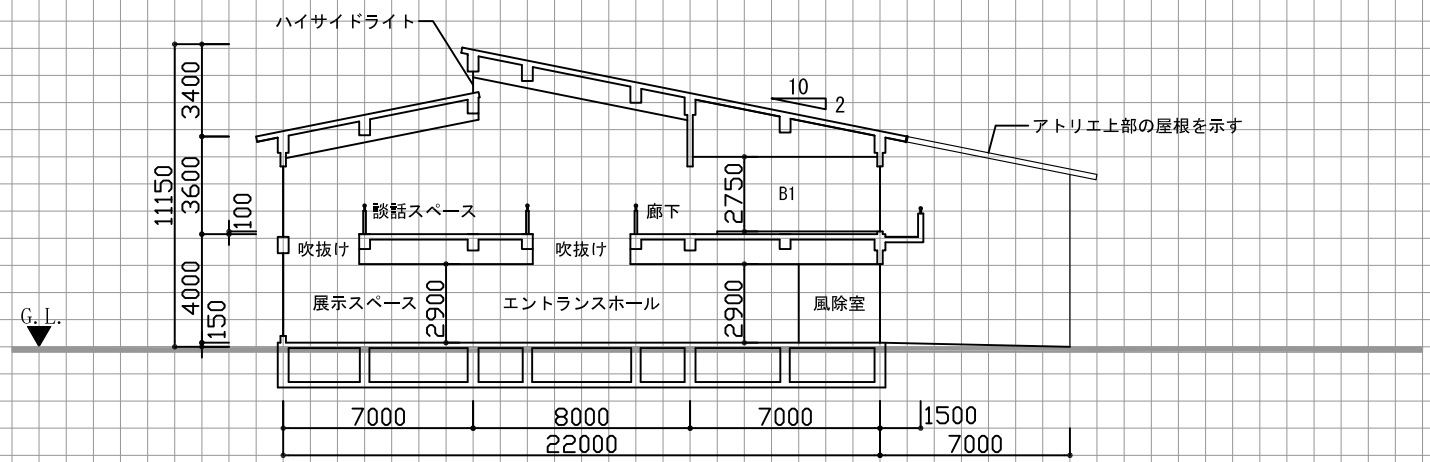 ハイサイドライト
10
2
アトリエ上部の屋根を示す
3400
3600
11150
100
2750
B1
談話スペース
廊下
吹抜け
吹抜け
4000
150
展示スペース
2900
エントランスホール
2900
風除室
G.L.
7000
8000
7000
1500
22000
7000